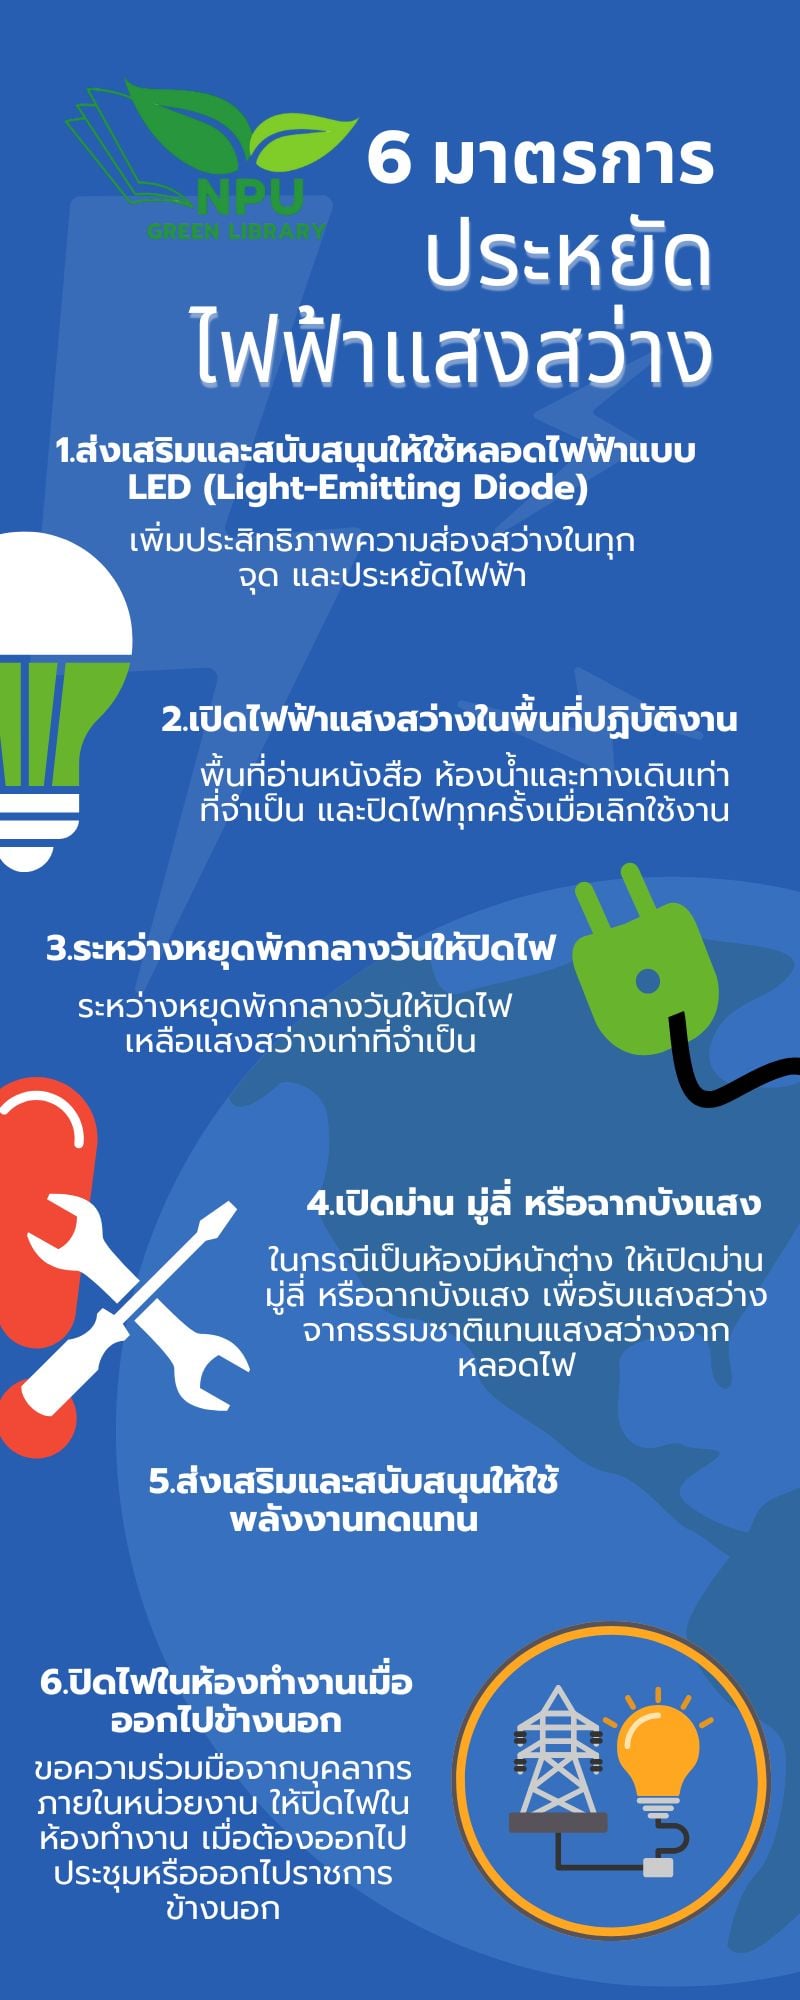 NPU
GREEN LIBRARY
6 มาตรการ
ประหยัด
ไฟฟ้าแสงสว่าง
1.ส่งเสริมและสนับสนุนให้ใช้หลอดไฟฟ้าแบบ
LED (Light-Emitting Diode)
เพิ่มประสิทธิภาพความส่องสว่างในทุก
จุด และประหยัดไฟฟ้า
2.เปิดไฟฟ้าแสงสว่างในพื้นที่ปฏิบัติงาน
พื้นที่อ่านหนังสือ ห้องน้ำและทางเดินเท่า
ที่จำเป็น และปิดไฟทุกครั้งเมื่อเลิกใช้งาน
3.ระหว่างหยุดพักกลางวันให้ปิดไฟ
ระหว่างหยุดพักกลางวันให้ปิดไฟ
เหลือแสงสว่างเท่าที่จำเป็น
4.เปิดม่าน มู่ลี่ หรือฉากบังแสง
ในกรณีเป็นห้องมีหน้าต่าง ให้เปิดม่าน
มู่ลี่ หรือฉากบังแสง เพื่อรับแสงสว่าง
จากธรรมชาติแทนแสงสว่างจาก
หลอดไฟ
5.ส่งเสริมและสนับสนุนให้ใช้
พลังงานทดแทน
6.ปิดไฟในห้องทำงานเมื่อ
ออกไปข้างนอก
ขอความร่วมมือจากบุคลากร
ภายในหน่วยงาน ให้ปิดไฟใน
ห้องทำงาน เมื่อต้องออกไป
ประชุมหรือออกไปราชการ
ข้างนอก